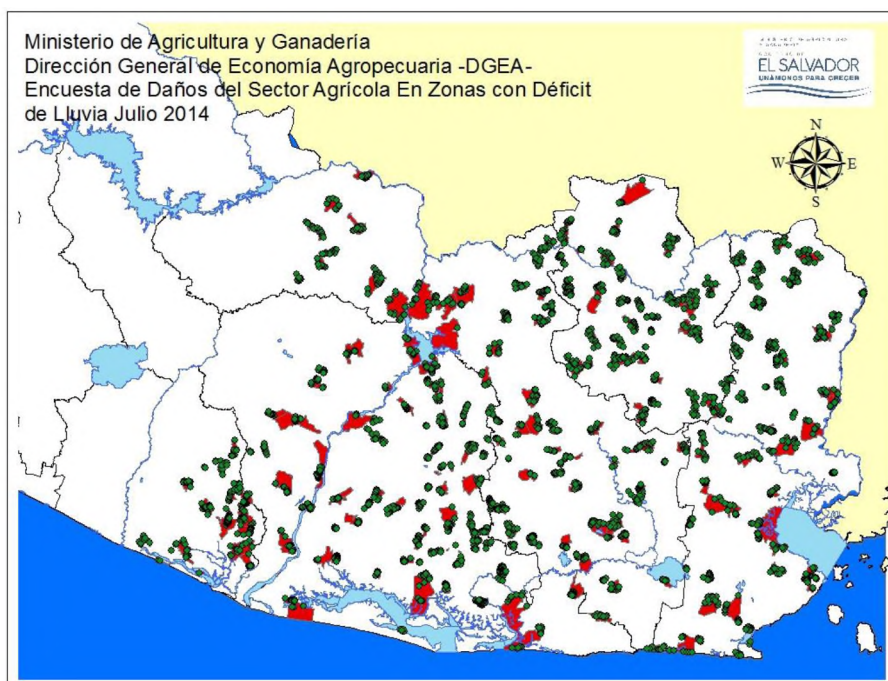 Ministerio de Agricultura y Ganadería
Dirección General de Economía Agropecuaria -DGEA-
Encuesta de Daños del Sector Agrícola En Zonas con Déficit
de Lluvia Julio 2014
EL SALVADOR
UNÁMONOS PARA CRECER
N
W E
S